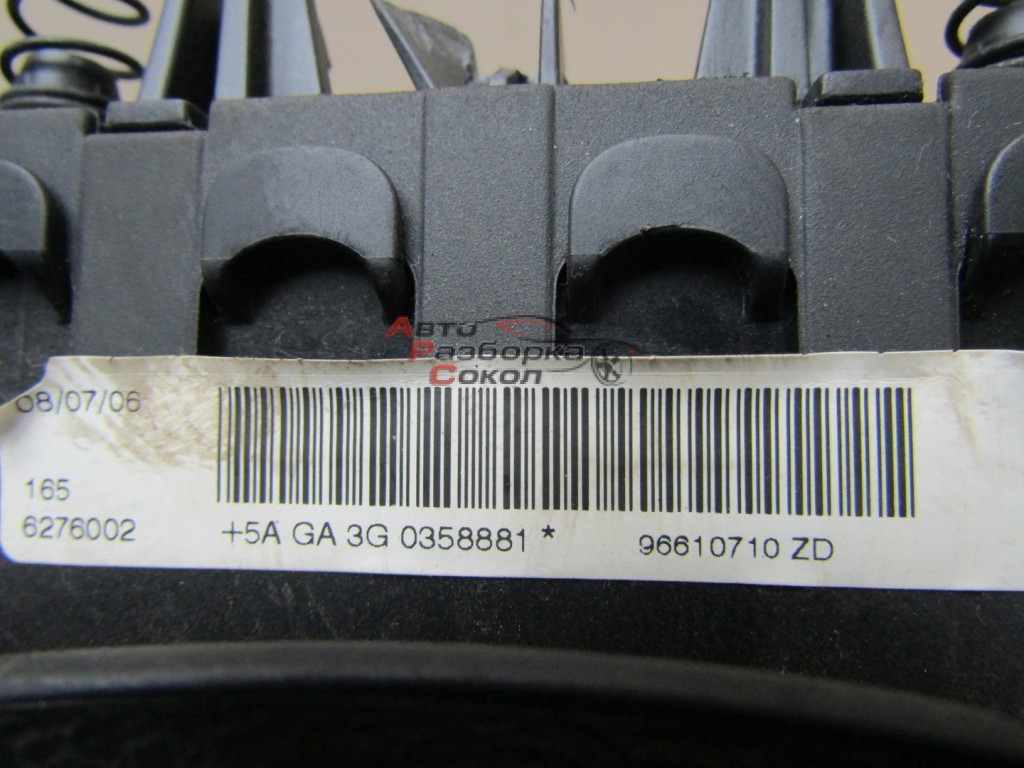 Авто
Разборка
Сокол
08/07/06
165
6276002
+5A GA 3G 0358881 * 96610710 ZD